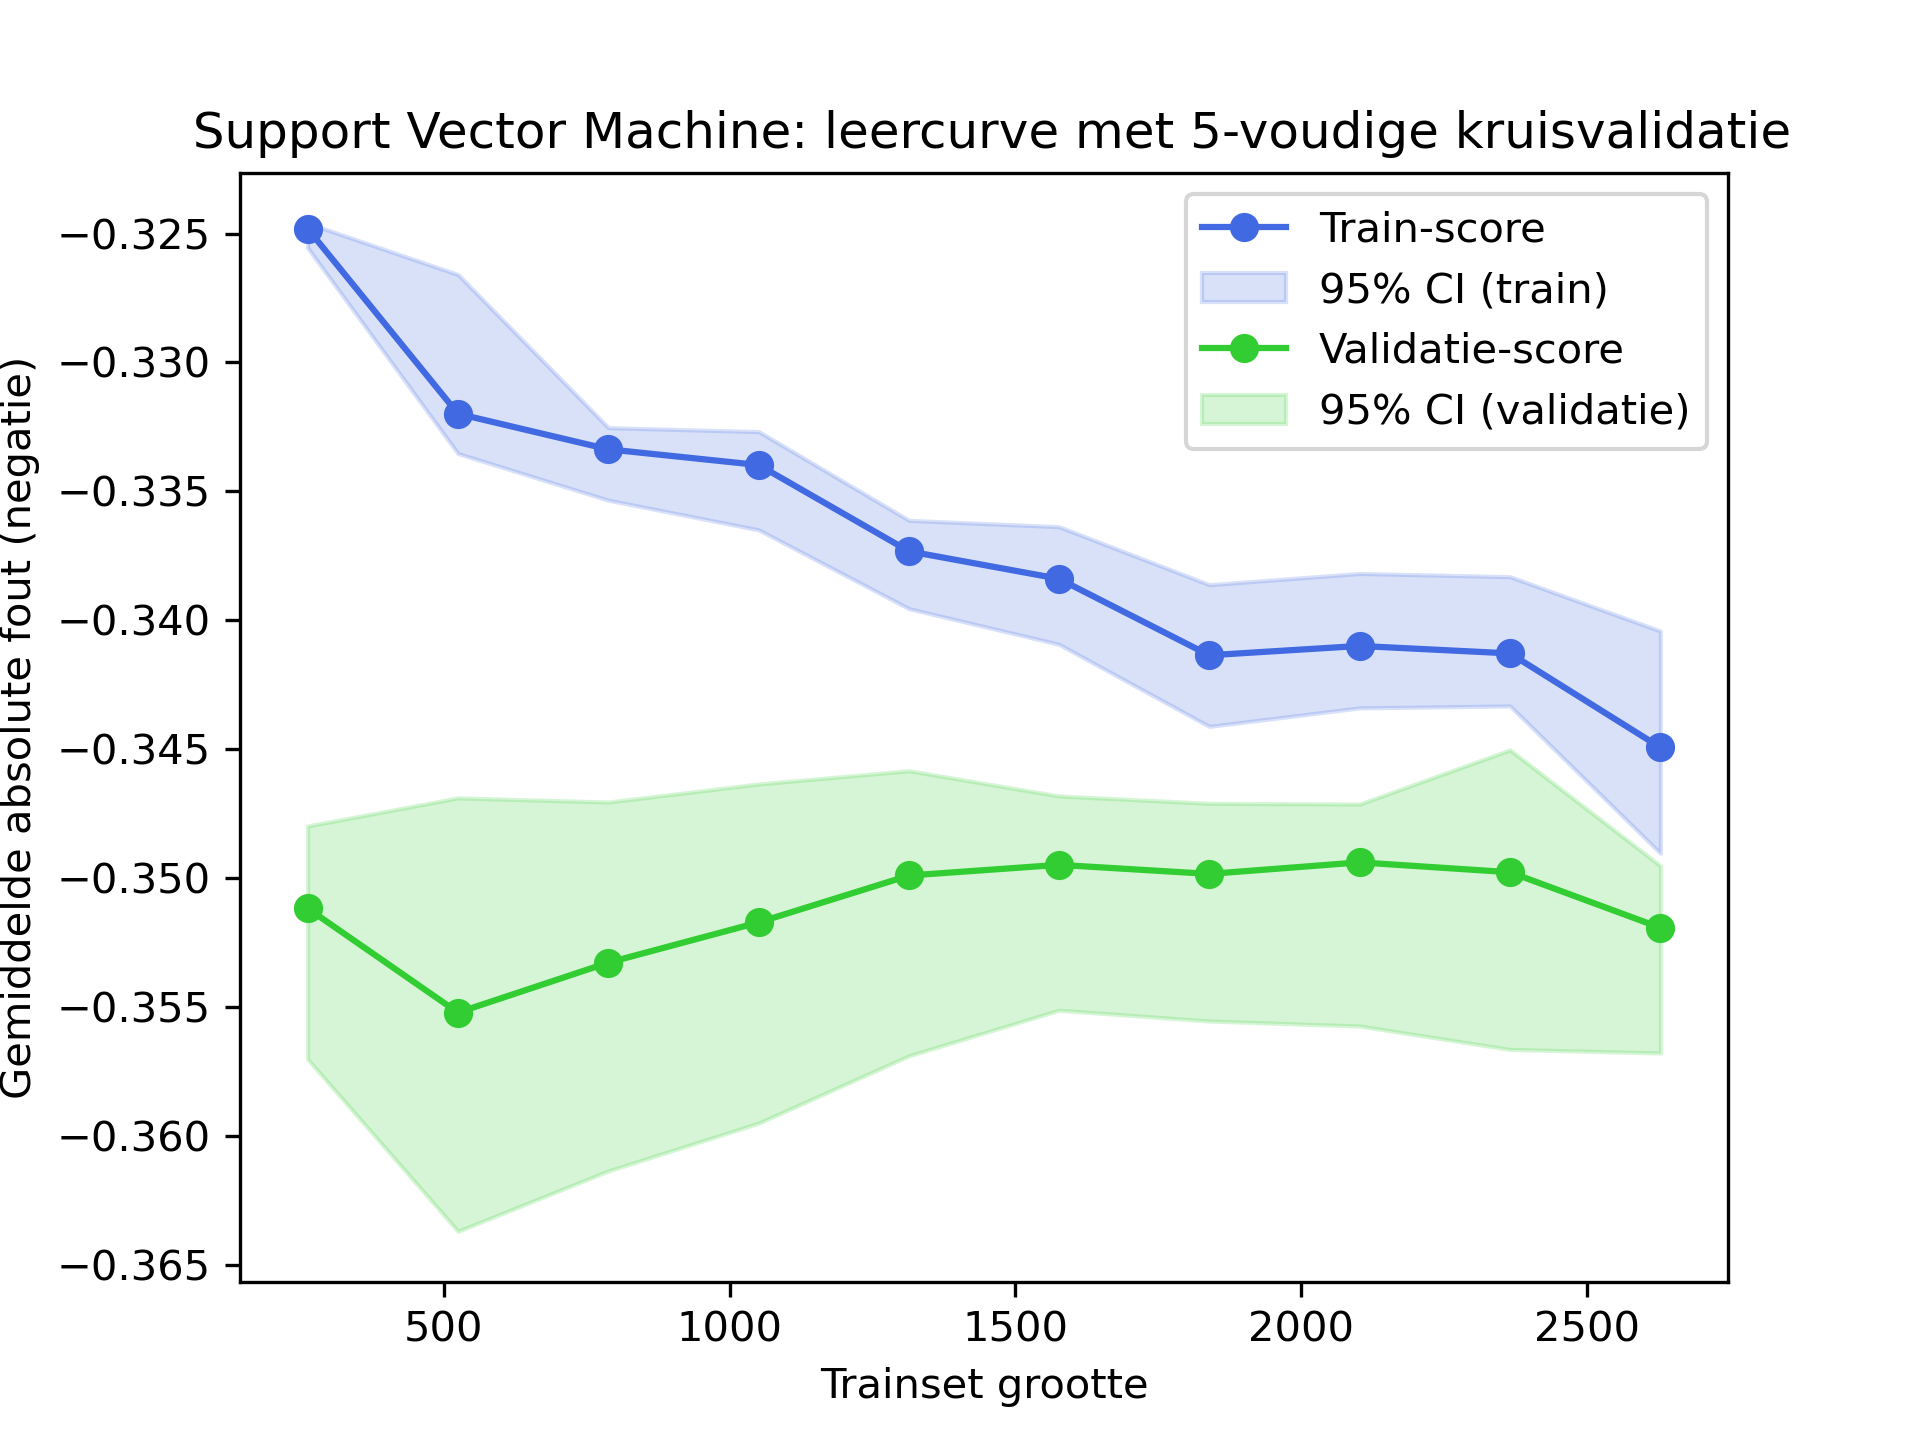 Support Vector Machine: leercurve met 5-voudige kruisvalidatie
Gemiddelde absolute fout (negatie)
−0.325
−0.330
−0.335
−0.340
−0.345
−0.350
−0.355
−0.360
−0.365
Train-score
95% CI (train)
Validatie-score
95% CI (validatie)
500 1000 1500 2000 2500
Trainset grootte